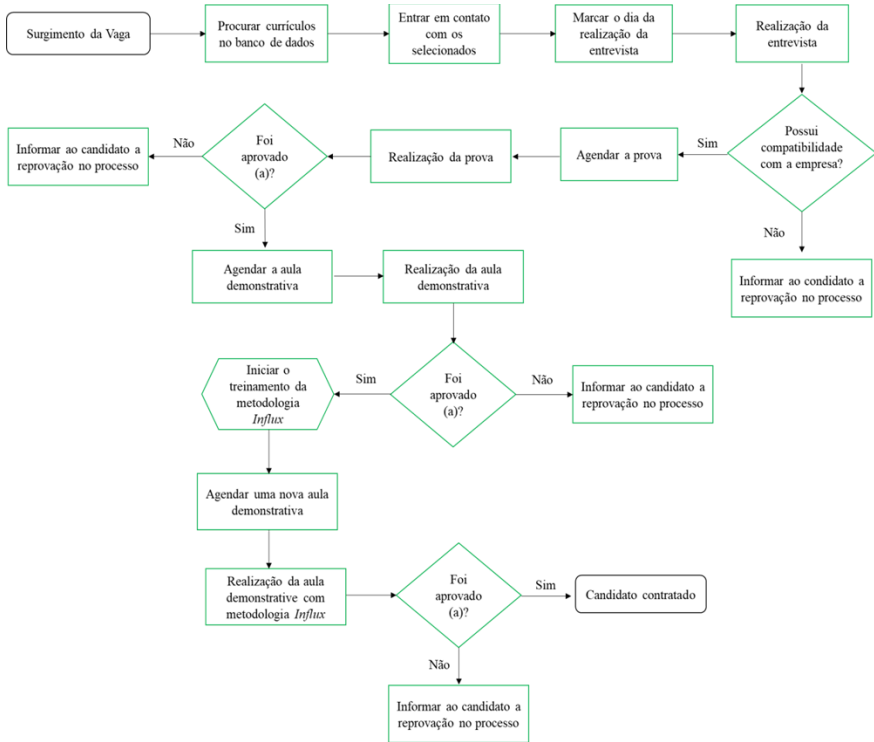 Surgimento da Vaga
Procurar currículos
no banco de dados
Entrar em contato
com os
selecionados
Marcar o dia da
realização da
entrevista
Realização da
entrevista
Possui
compatibilidade
com a empresa?
Sim
Agendar a prova
Realização da prova
Foi
aprovado
(a)?
Não
Informar ao candidato a
reprovação no processo
Não
Informar ao condidato a
reprovação no processo
Sim
Agendar a aula
demonstrativa
Realização da aula
demonstrativa
Foi
aprovado
(a)?
Não
Informar ao candidato a
reprovação no processo
Sim
Iniciar o
treinamento da
metodologia
Influx
Agendar uma nova aula
demonstrativa
Realização da aula
demonstrative com
metodologia Influx
Foi
aprovado
(a)?
Sim
Candidato contratado
Não
Informar ao candidato a
reprovação no processo